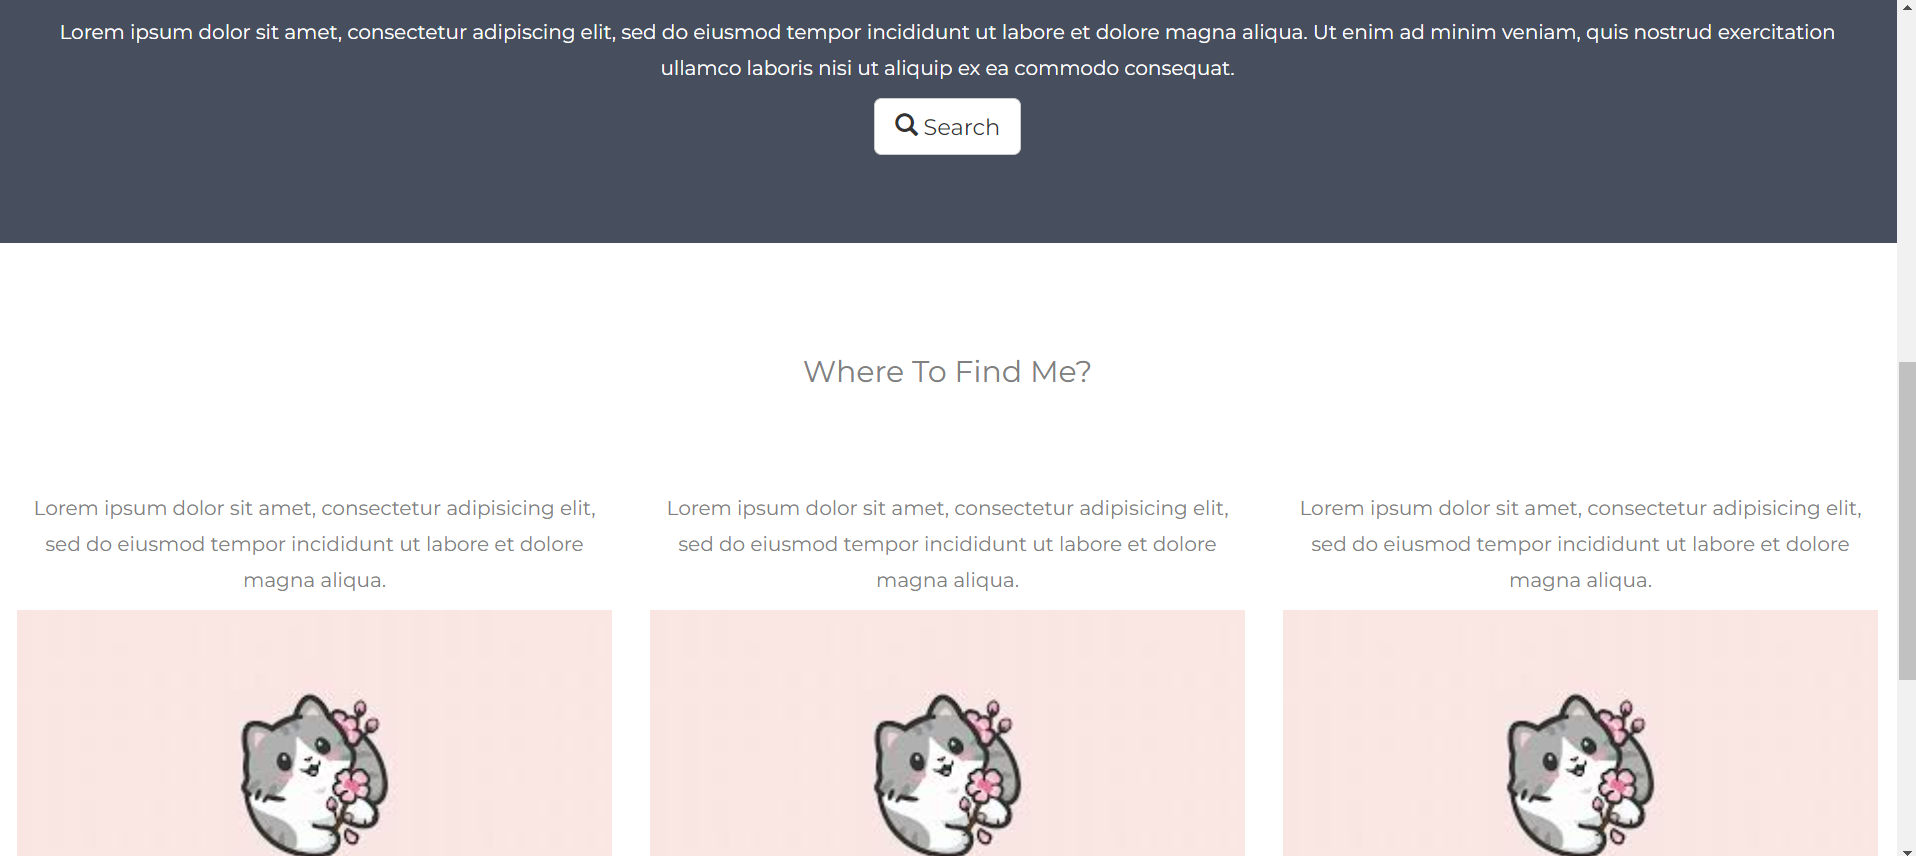 Lorem ipsum dolor sit amet, consectetur adipiscing elit, sed do eiusmod tempor incididunt ut labore et dolore magna aliqua. Ut enim ad minim veniam, quis nostrud exercitation
ullamco laboris nisi ut aliquip ex ea commodo consequat.
Search
Where To Find Me?
Lorem ipsum dolor sit amet, consectetur adipisicing elit,
sed do eiusmod tempor incididunt ut labore et dolore
magna aliqua.
Lorem ipsum dolor sit amet, consectetur adipisicing elit,
sed do eiusmod tempor incididunt ut labore et dolore
magna aliqua.
Lorem ipsum dolor sit amet, consectetur adipisicing elit,
sed do eiusmod tempor incididunt ut labore et dolore
magna aliqua.